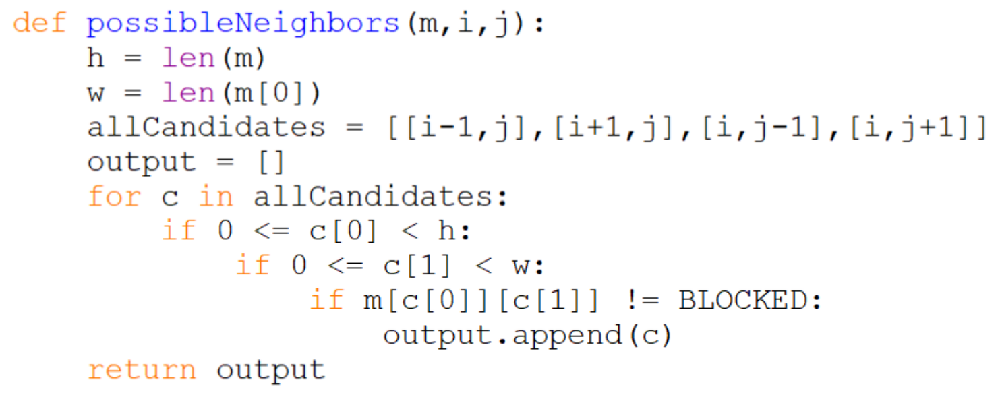 def possibleNeighbors(m,i,j):
    h = len(m)
    w = len(m[0])
    allCandidates = [[i-1,j],[i+1,j],[i,j-1],[i,j+1]]
    output = []
    for c in allCandidates:
        if 0 <= c[0] < h:
            if 0 <= c[1] < w:
                if m[c[0]][c[1]] != BLOCKED:
                    output.append(c)
    return output